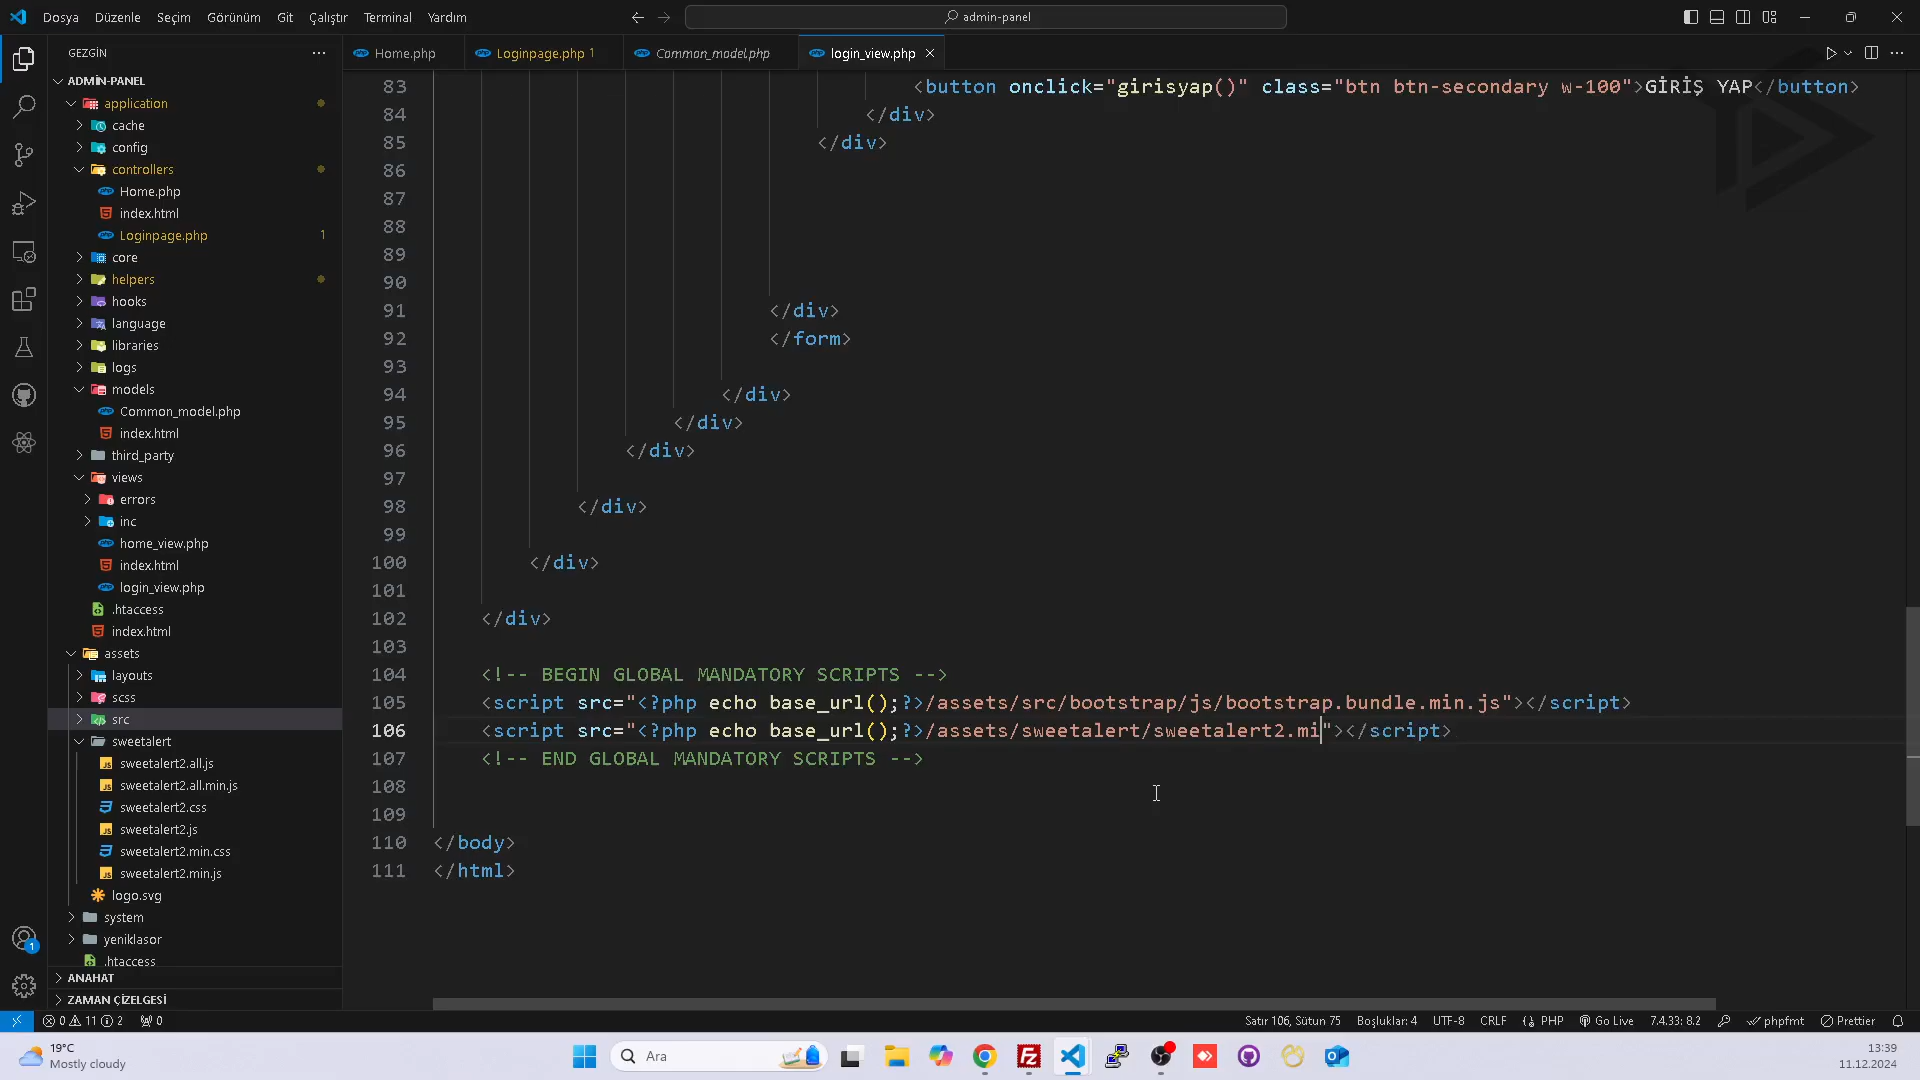 Dosya Düzenle Seçim Görünüm Git Çalıştır Terminal Yardım
admin-panel
GEZGİN
Home.php
Loginpage.php 1
Common_model.php
login_view.php
ADMİN-PANEL
application
cache
config
controllers
Home.php
index.html
Loginpage.php 1
core
helpers
hooks
language
libraries
logs
models
Common_model.php
index.html
third_party
views
errors
inc
home_view.php
index.html
login_view.php
.htaccess
index.html
assets
layouts
scss
src
sweetalert
sweetalert2.all.js
sweetalert2.all.min.js
sweetalert2.css
sweetalert2.js
sweetalert2.min.css
sweetalert2.min.js
logo.svg
system
yeniklasor
.htaccess
ANAHAT
ZAMAN ÇİZELGESİ
83 <button onclick="girisyap()" class="btn btn-secondary w-100">GİRİŞ YAP</button>
84 </div>
85 </div>
86
87
88
89
90
91 </div>
92 </form>
93
94 </div>
95 </div>
96 </div>
97
98 </div>
99
100 </div>
101
102 </div>
103
104 <!-- BEGIN GLOBAL MANDATORY SCRIPTS -->
105 <script src="<?php echo base_url();?>/assets/src/bootstrap/js/bootstrap.bundle.min.js"></script>
106 <script src="<?php echo base_url();?>/assets/sweetalert/sweetalert2.mi"></script>
107 <!-- END GLOBAL MANDATORY SCRIPTS -->
108
109
110 </body>
111 </html>
1
0 11 2 0
Satır 106, Sütun 75 Boşluklar: 4 UTF-8 CRLF PHP Go Live 7.4.33: 8.2 phpfmt Prettier
19°C
Mostly cloudy
Ara
13:39
11.12.2024